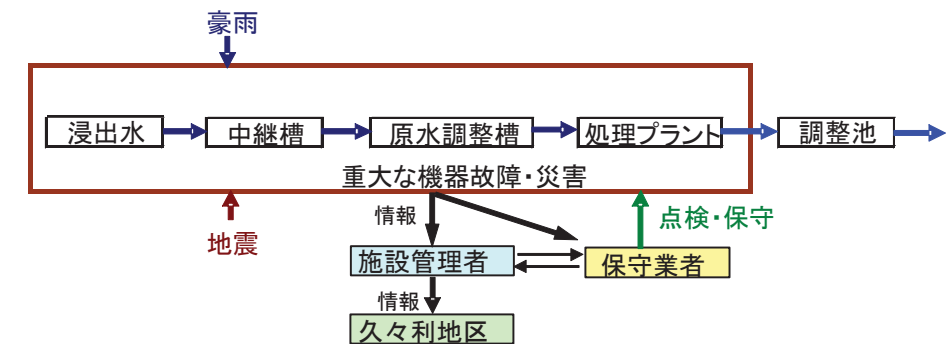 豪雨
浸出水
中継槽
原水調整槽
処理プラント
調整池
重大な機器故障・災害
地震
情報
点検・保守
施設管理者
保守業者
情報
久々利地区